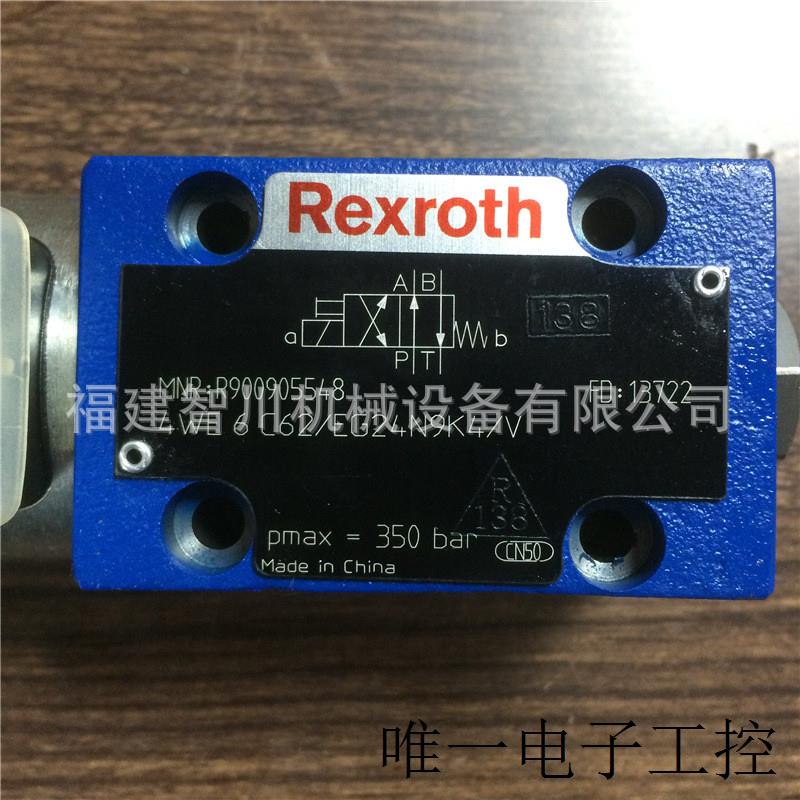 Rexroth
A B
a b
P T
138
MNR:R900905548 FD:13722
福建智川机械设备有限公司
4WE 6 C62/EG24N9K4/V
R
138
pmax = 350 bar
CN50
Made in China
唯一电子工控